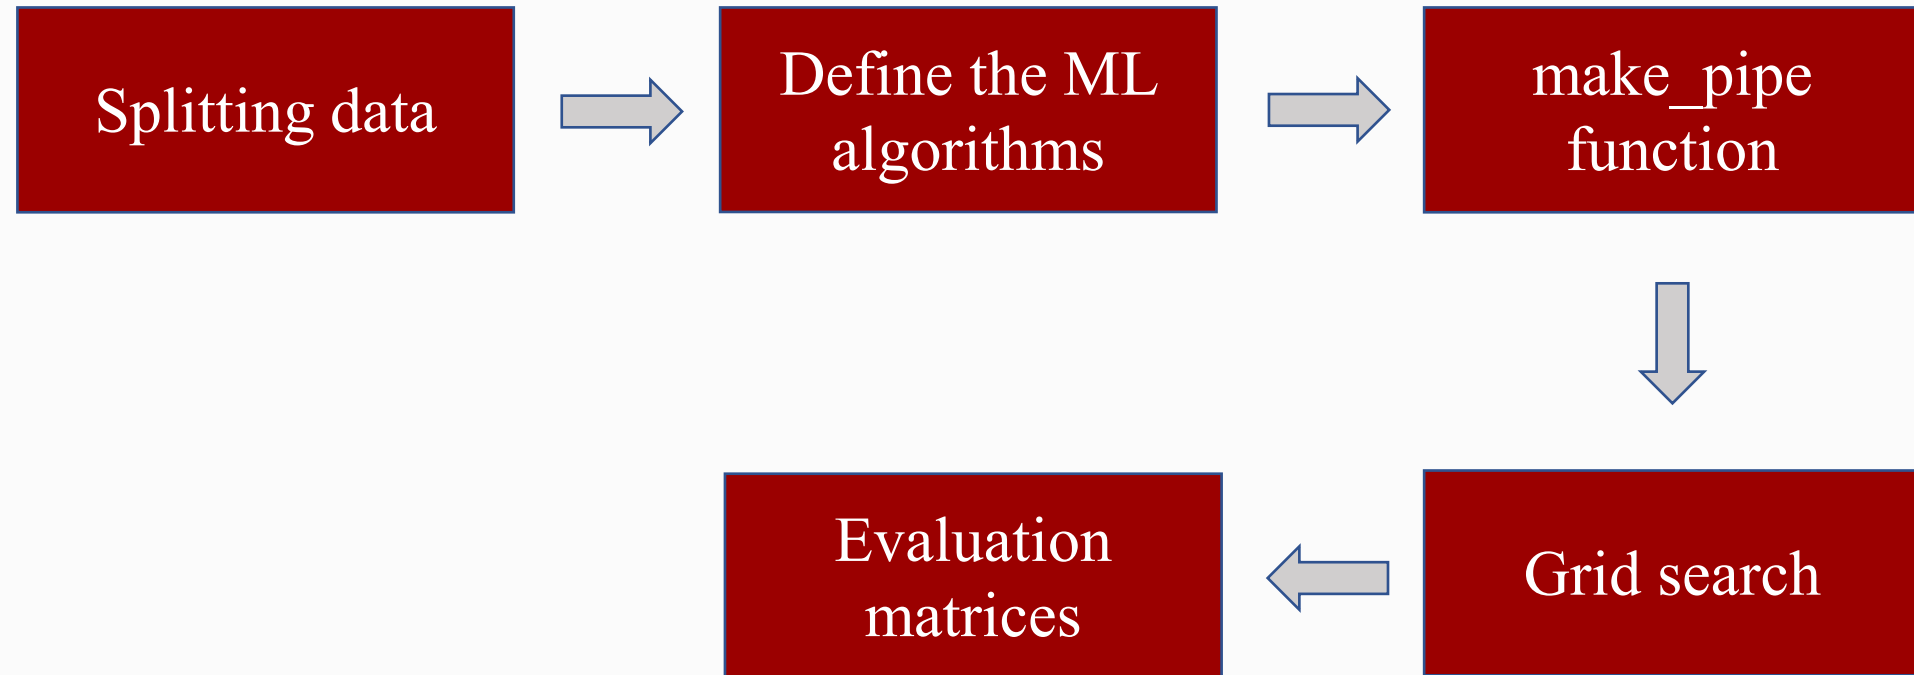 Splitting data
Define the ML
algorithms
make_pipe
function
Grid search
Evaluation
matrices